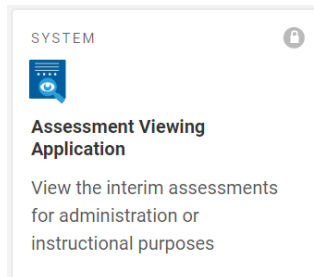 SYSTEM
Assessment Viewing
Application
View the interim assessments
for administration or
instructional purposes